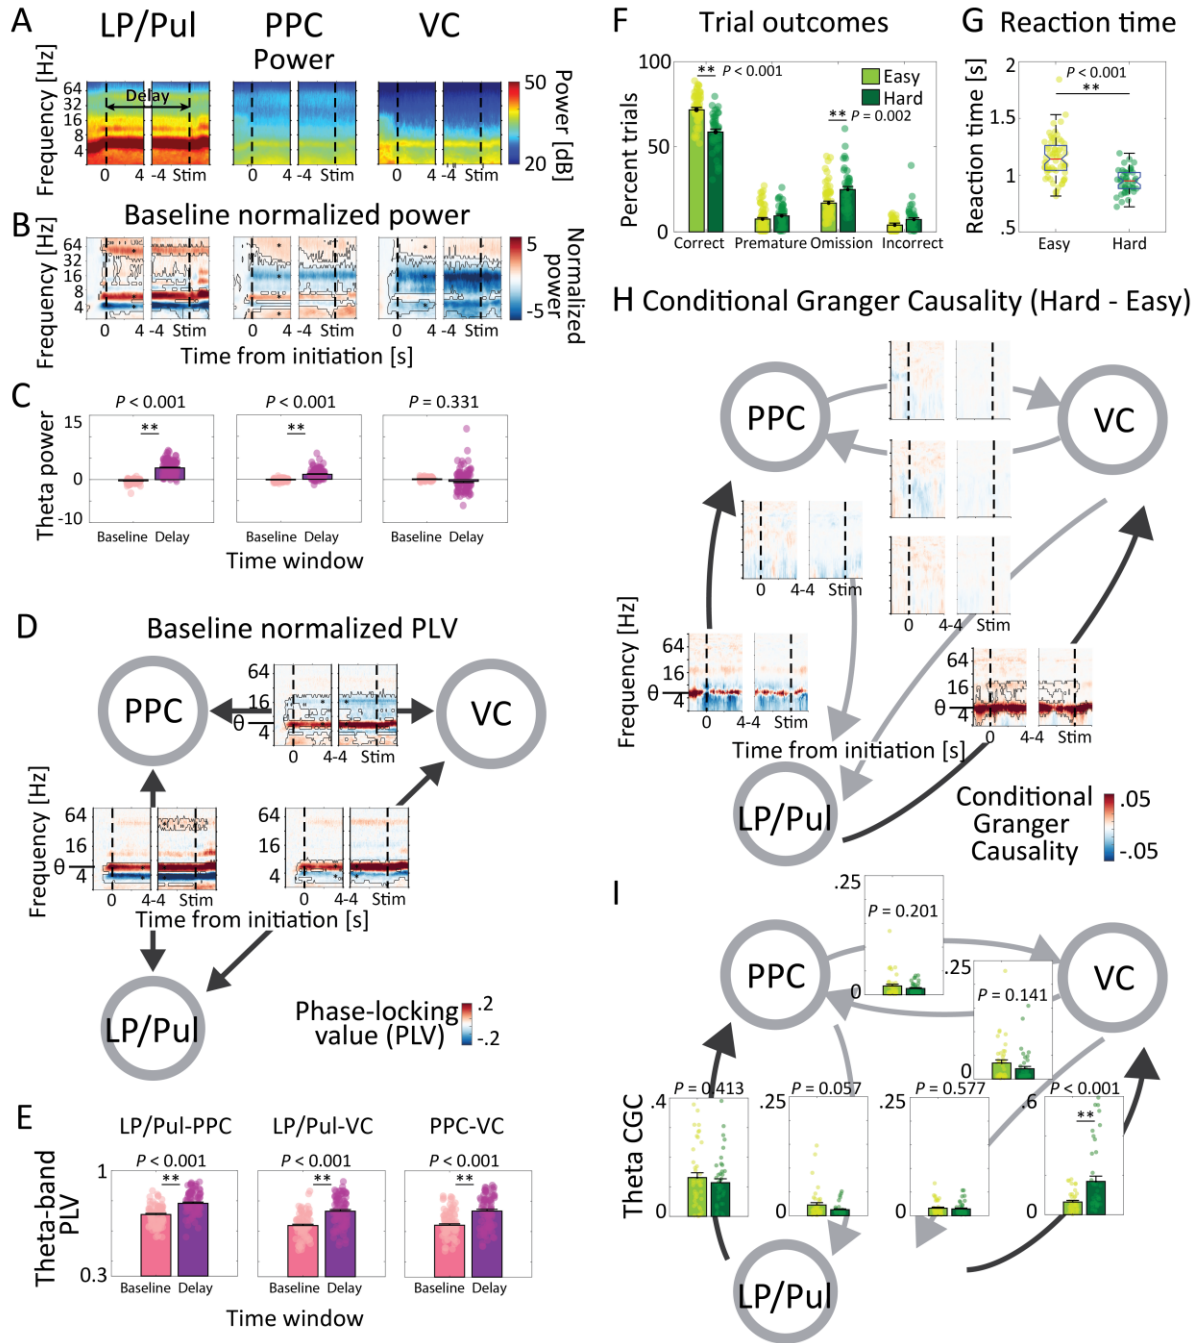 A
LP/Pul PPC VC
Power
Frequency [Hz]
64
32
16
8
4
Delay
0 4 -4 Stim
0 4 -4 Stim
0 4 -4 Stim
50
20
Power [dB]
B
Baseline normalized power
Frequency [Hz]
64
32
16
8
4
0 4 -4 Stim
0 4 -4 Stim
0 4 -4 Stim
5
-5
Normalized
power
Time from initiation [s]
C
Theta power
15
0
-10
P < 0.001
**
P < 0.001
**
P = 0.331
Baseline Delay
Baseline Delay
Baseline Delay
Time window
D
Baseline normalized PLV
PPC
VC
64
16
θ
4
0 4-4 Stim
Frequency [Hz]
64
16
θ
4
0 4-4 Stim
64
16
4
0 4-4 Stim
Time from initiation [s]
LP/Pul
Phase-locking
value (PLV)
.2
-.2
E
LP/Pul-PPC LP/Pul-VC PPC-VC
P < 0.001
**
P < 0.001
**
P < 0.001
**
Theta-band
PLV
1
0.3
Baseline Delay
Baseline Delay
Baseline Delay
Time window
F
Trial outcomes
Percent trials
100
50
0
**
P < 0.001
Easy
Hard
**
P = 0.002
Correct Premature Omission Incorrect
G
Reaction time
Reaction time [s]
2
1.5
1
.5
P < 0.001
**
Easy Hard
H
Conditional Granger Causality (Hard - Easy)
PPC
VC
0 4-4 Stim
0 4-4 Stim
Frequency [Hz]
64
16
θ
4
0 4-4 Stim
64
16
4
0 4-4 Stim
Time from initiation [s]
LP/Pul
Conditional
Granger
Causality
.05
-.05
I
PPC
VC
.25
P = 0.201
0
.25
P = 0.141
0
Theta CGC
P = 0.413
.4
0
P = 0.057
.25
0
P = 0.577
.25
0
P < 0.001
.6
**
0
LP/Pul